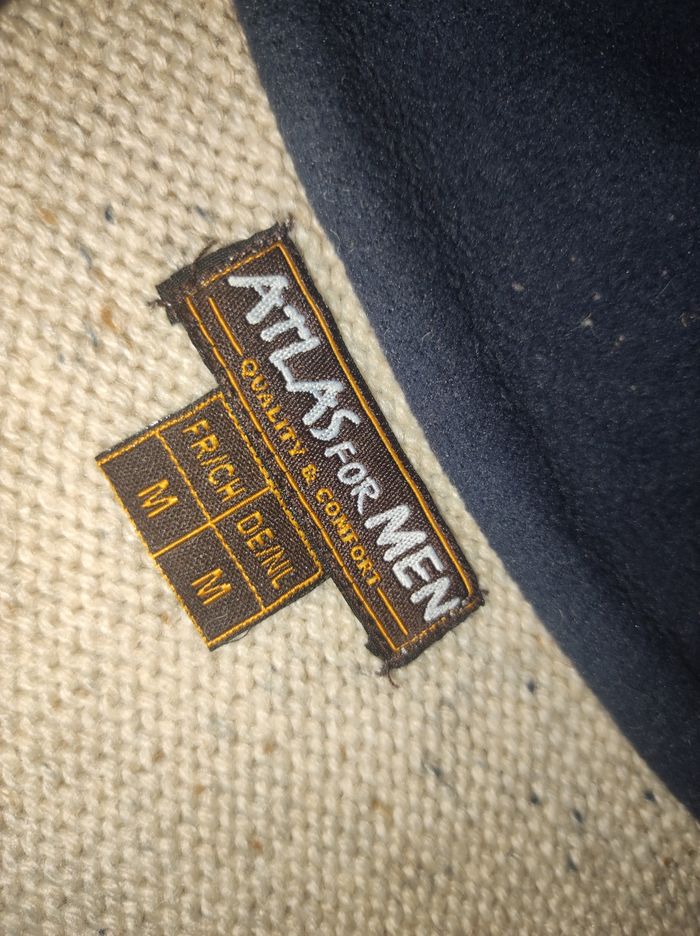 ATLAS FOR MEN
QUALITY & COMFORT
FR/CH DE/NL
M M